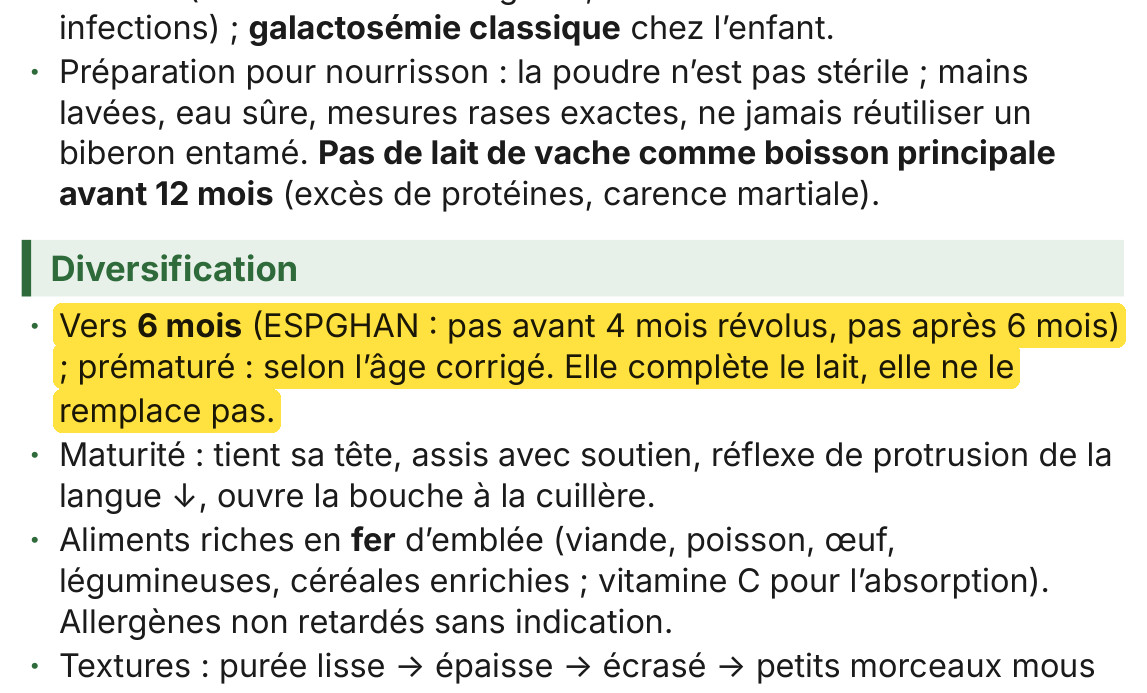 infections) ; galactosémie classique chez l’enfant.
• Préparation pour nourrisson : la poudre n’est pas stérile ; mains
lavées, eau sûre, mesures rases exactes, ne jamais réutiliser un
biberon entamé. Pas de lait de vache comme boisson principale
avant 12 mois (excès de protéines, carence martiale).
Diversification
• Vers 6 mois (ESPGHAN : pas avant 4 mois révolus, pas après 6 mois)
; prématuré : selon l’âge corrigé. Elle complète le lait, elle ne le
remplace pas.
• Maturité : tient sa tête, assis avec soutien, réflexe de protrusion de la
langue ↓, ouvre la bouche à la cuillère.
• Aliments riches en fer d’emblée (viande, poisson, œuf,
légumineuses, céréales enrichies ; vitamine C pour l’absorption).
Allergènes non retardés sans indication.
• Textures : purée lisse → épaisse → écrasé → petits morceaux mous